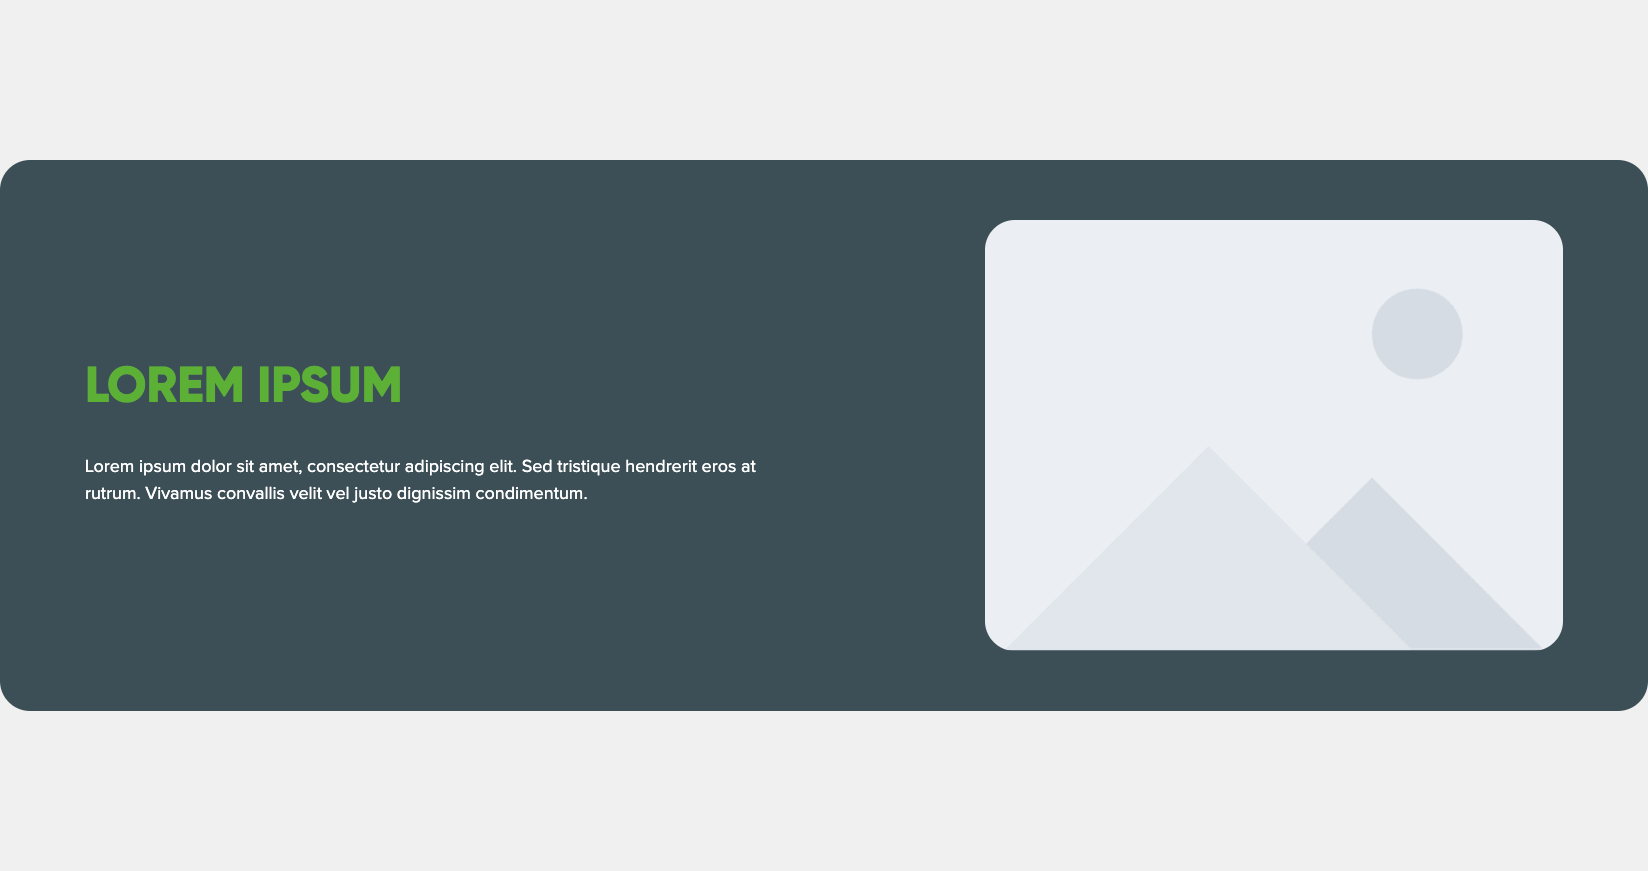 LOREM IPSUM
Lorem ipsum dolor sit amet, consectetur adipiscing elit. Sed tristique hendrerit eros at
rutrum. Vivamus convallis velit vel justo dignissim condimentum.